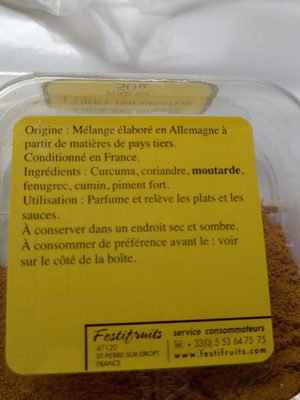 Origine : Mélange élaboré en Allemagne à
partir de matières de pays tiers.
Conditionné en France.
Ingrédients : Curcuma, coriandre, moutarde,
fenugrec, cumin, piment fort.
Utilisation : Parfume et relève les plats et les
sauces.
À conserver dans un endroit sec et sombre.
À consommer de préférence avant le : voir
sur le côté de la boîte.
Festifruits
47120
ST-PIERRE-SUR-DROPT
FRANCE
service consommateurs
Tél. + 33(0) 5 53 64 75 75
www.festifruits.com